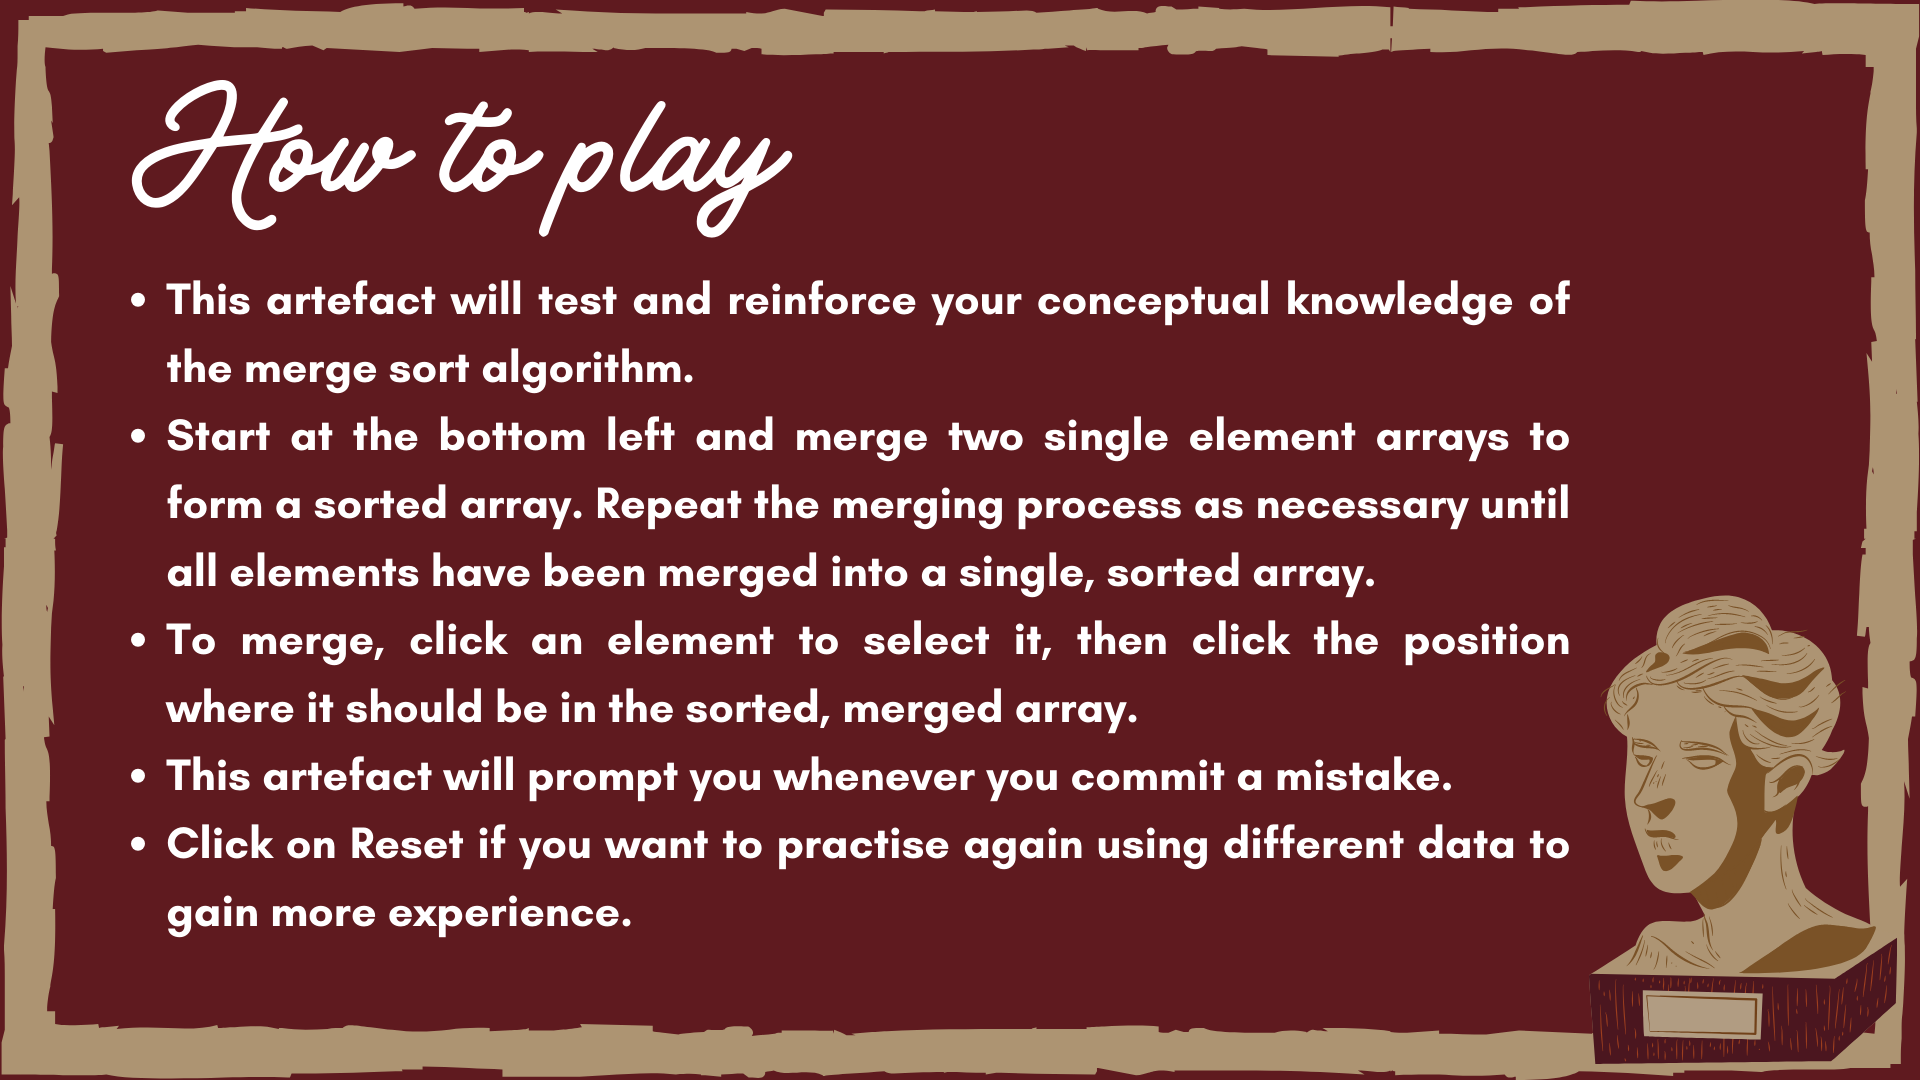 How to play
• This artefact will test and reinforce your conceptual knowledge of
the merge sort algorithm.
• Start at the bottom left and merge two single element arrays to
form a sorted array. Repeat the merging process as necessary until
all elements have been merged into a single, sorted array.
• To merge, click an element to select it, then click the position
where it should be in the sorted, merged array.
• This artefact will prompt you whenever you commit a mistake.
• Click on Reset if you want to practise again using different data to
gain more experience.